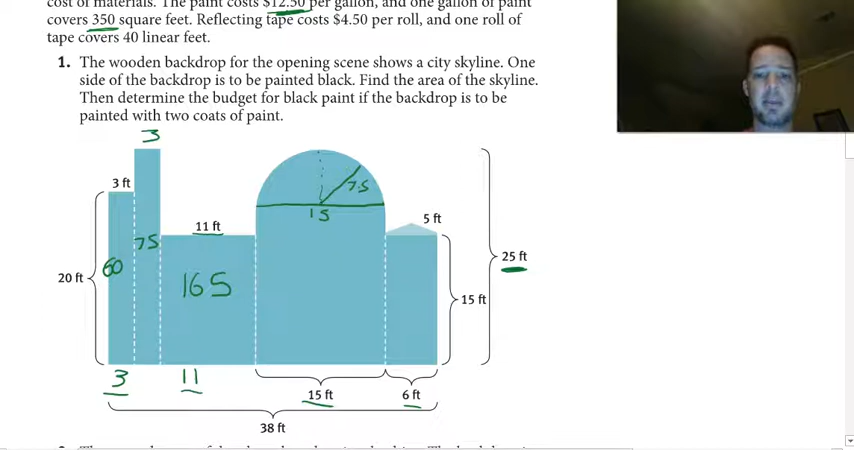 cost of materials. The paint costs $12.50 per gallon, and one gallon of paint
covers 350 square feet. Reflecting tape costs $4.50 per roll, and one roll of
tape covers 40 linear feet.
1. The wooden backdrop for the opening scene shows a city skyline. One
side of the backdrop is to be painted black. Find the area of the skyline.
Then determine the budget for black paint if the backdrop is to be
painted with two coats of paint.
3
3 ft
7.5
15
11 ft
5 ft
75
60
165
20 ft
25 ft
15 ft
3
11
15 ft
6 ft
38 ft